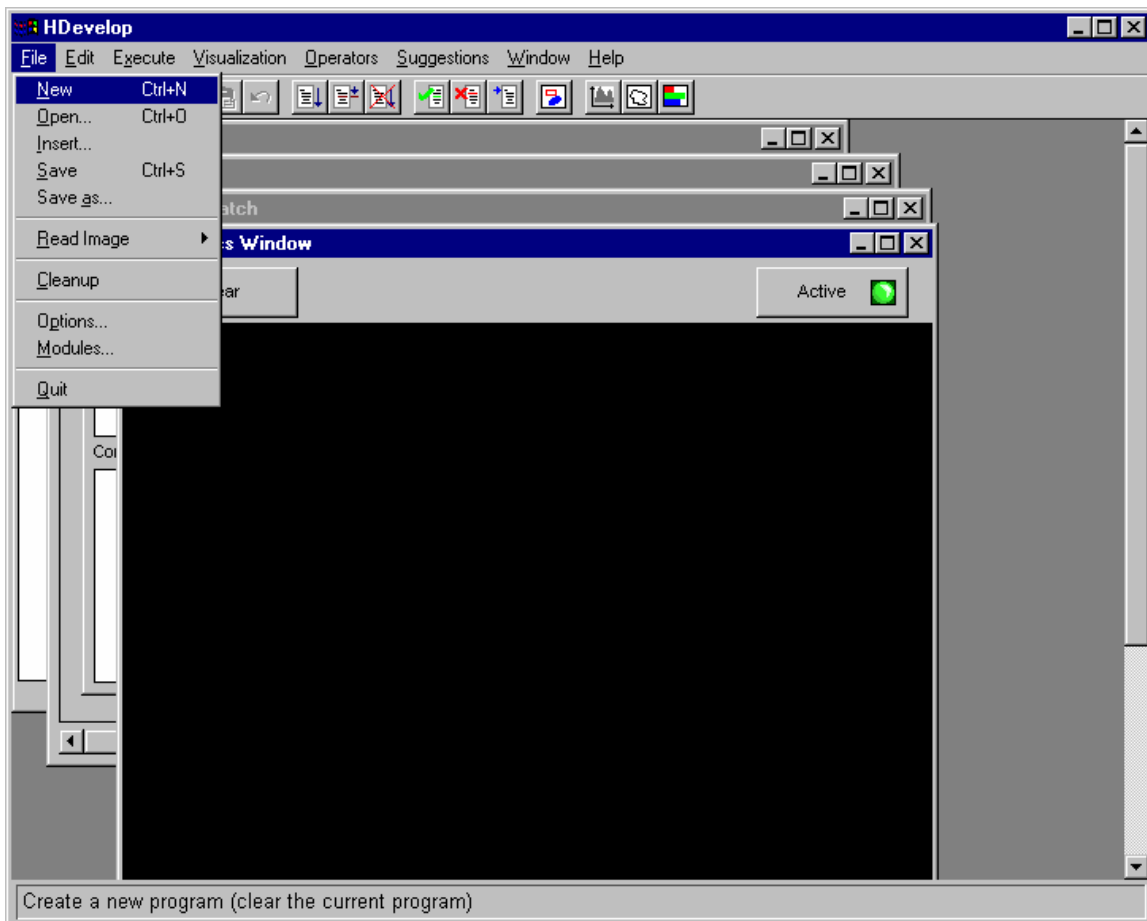 HDevelop
File Edit Execute Visualization Operators Suggestions Window Help
New Ctrl+N
Open... Ctrl+O
Insert...
Save Ctrl+S
Save as...
atch
Read Image
s Window
Cleanup
ear
Active
Options...
Modules...
Quit
Cor
Create a new program (clear the current program)